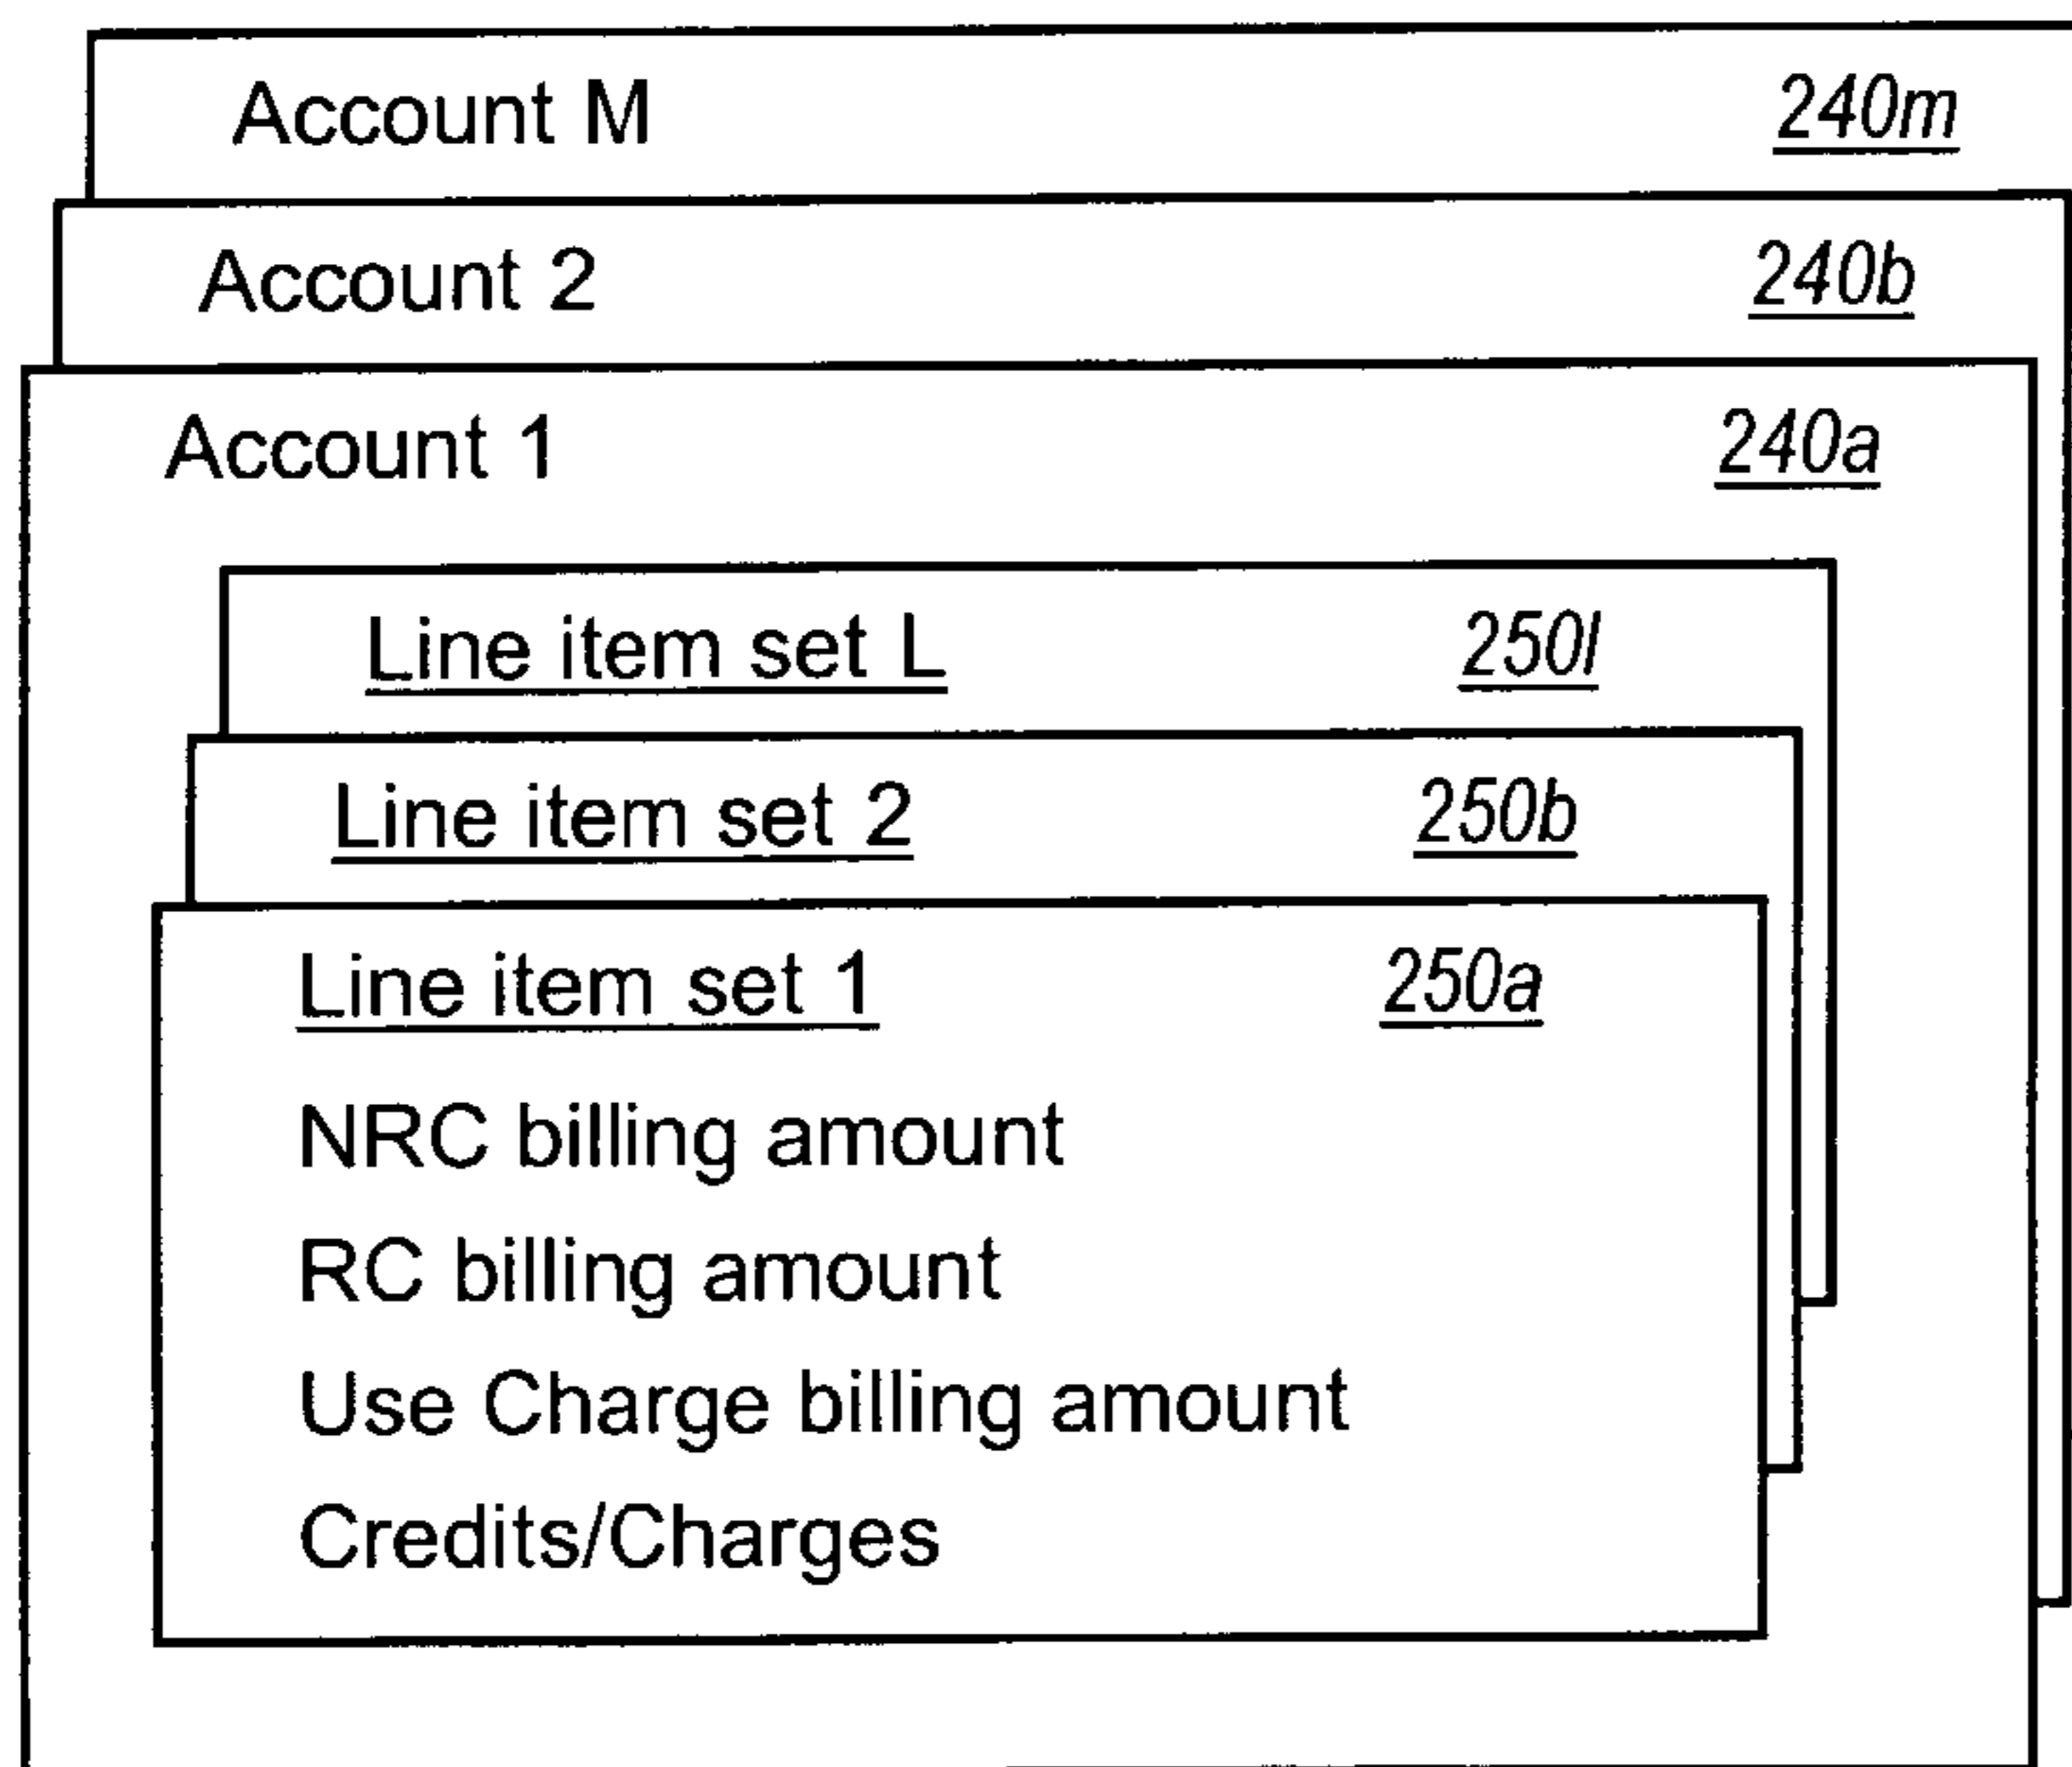 Account M 240m
Account 2 240b
Account 1 240a
Line item set L 250l
Line item set 2 250b
Line item set 1 250a
NRC billing amount
RC billing amount
Use Charge billing amount
Credits/Charges